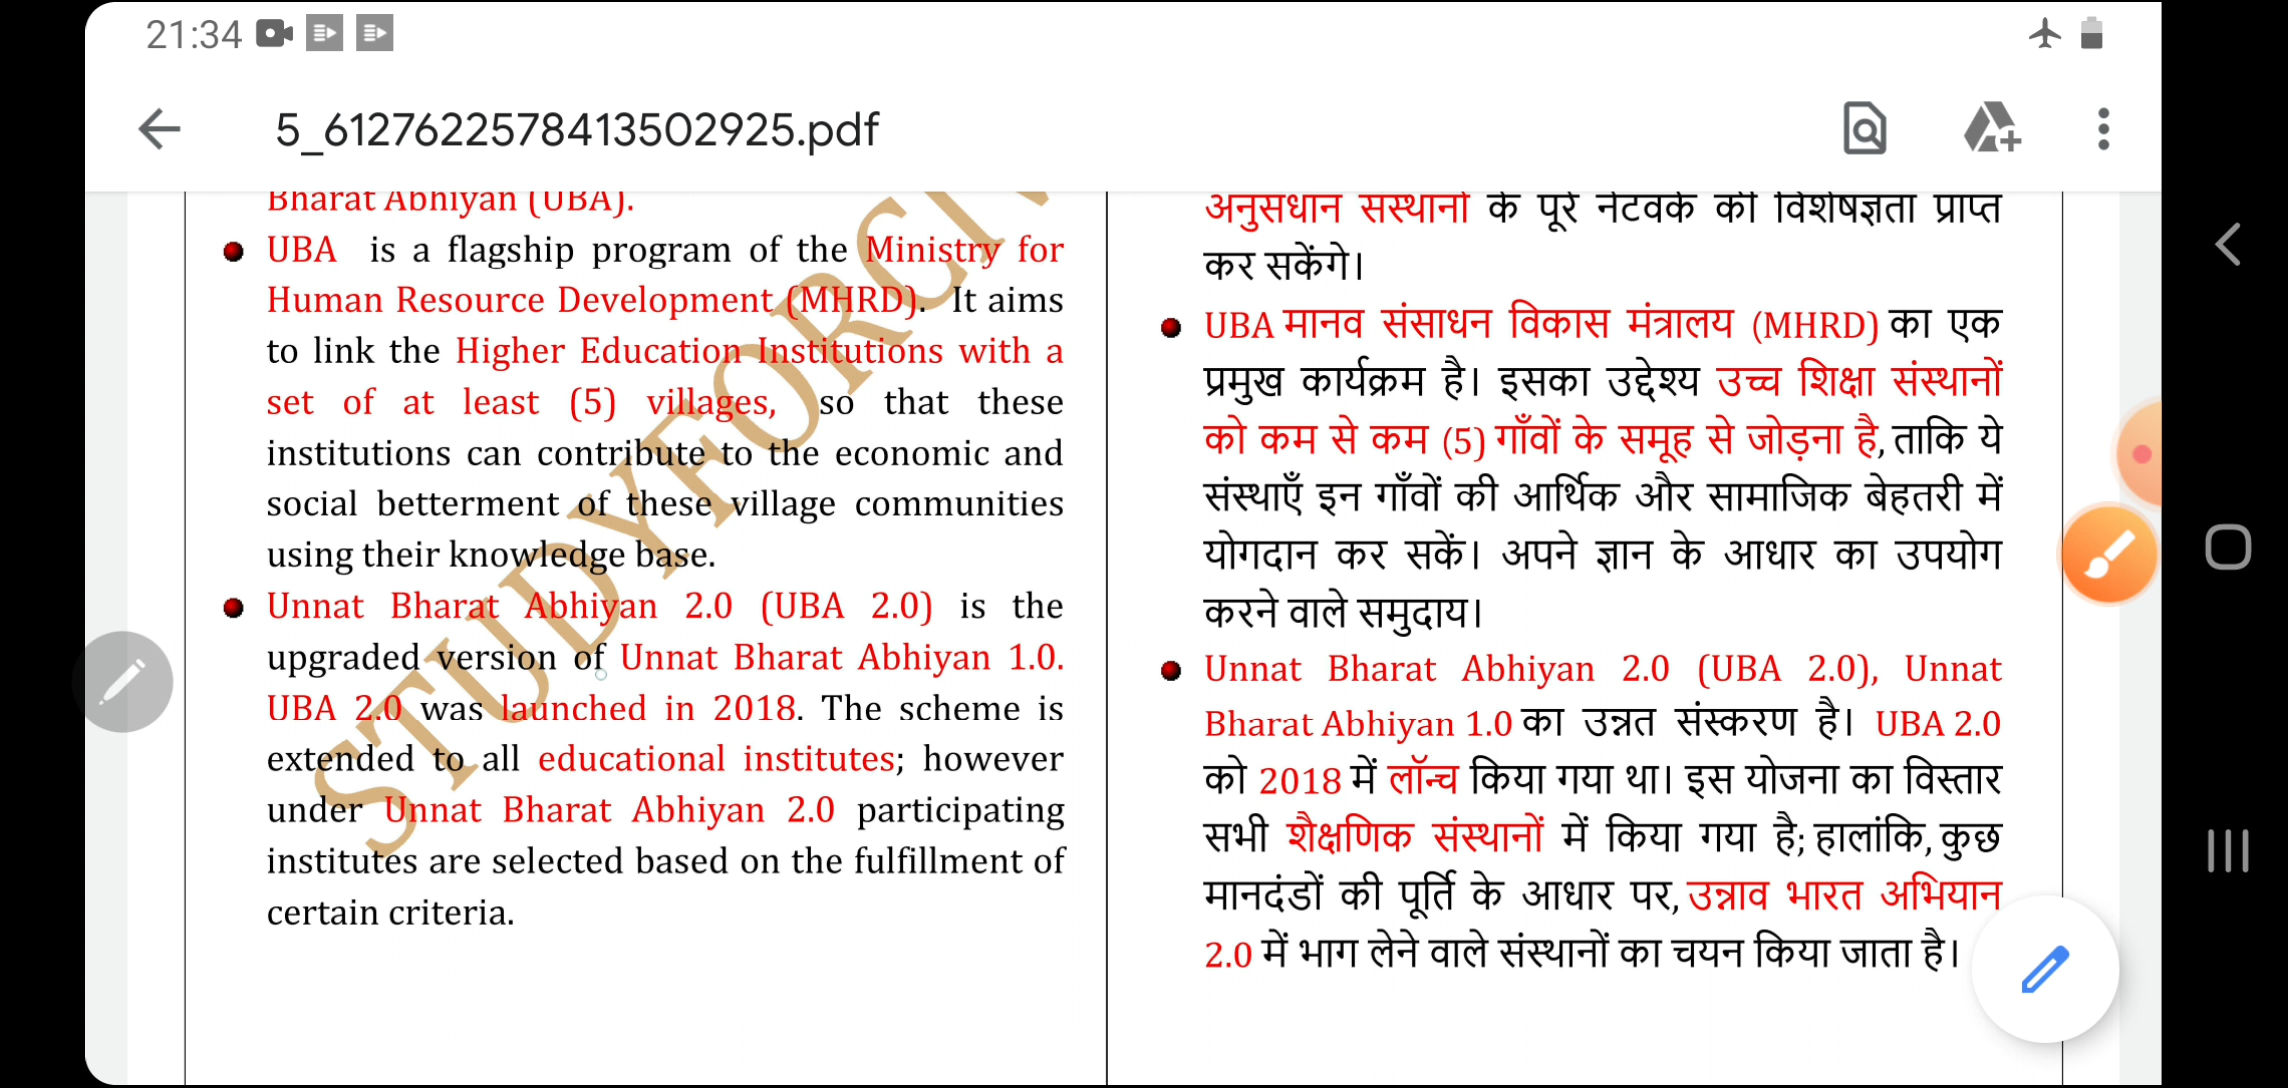 21:34
5_6127622578413502925.pdf
Bharat Abhiyan (UBA).
UBA is a flagship program of the Ministry for
Human Resource Development (MHRD). It aims
to link the Higher Education Institutions with a
set of at least (5) villages, so that these
institutions can contribute to the economic and
social betterment of these village communities
using their knowledge base.
Unnat Bharat Abhiyan 2.0 (UBA 2.0) is the
upgraded version of Unnat Bharat Abhiyan 1.0.
UBA 2.0 was launched in 2018. The scheme is
extended to all educational institutes; however
under Unnat Bharat Abhiyan 2.0 participating
institutes are selected based on the fulfillment of
certain criteria.
अनुसंधान संस्थानों के पूरे नेटवर्क की विशेषज्ञता प्राप्त
कर सकेंगे।
UBA मानव संसाधन विकास मंत्रालय (MHRD) का एक
प्रमुख कार्यक्रम है। इसका उद्देश्य उच्च शिक्षा संस्थानों
को कम से कम (5) गाँवों के समूह से जोड़ना है, ताकि ये
संस्थाएँ इन गाँवों की आर्थिक और सामाजिक बेहतरी में
योगदान कर सकें। अपने ज्ञान के आधार का उपयोग
करने वाले समुदाय।
Unnat Bharat Abhiyan 2.0 (UBA 2.0), Unnat
Bharat Abhiyan 1.0 का उन्नत संस्करण है। UBA 2.0
को 2018 में लॉन्च किया गया था। इस योजना का विस्तार
सभी शैक्षणिक संस्थानों में किया गया है; हालांकि, कुछ
मानदंडों की पूर्ति के आधार पर, उन्नाव भारत अभियान
2.0 में भाग लेने वाले संस्थानों का चयन किया जाता है।
STUDYFORCI